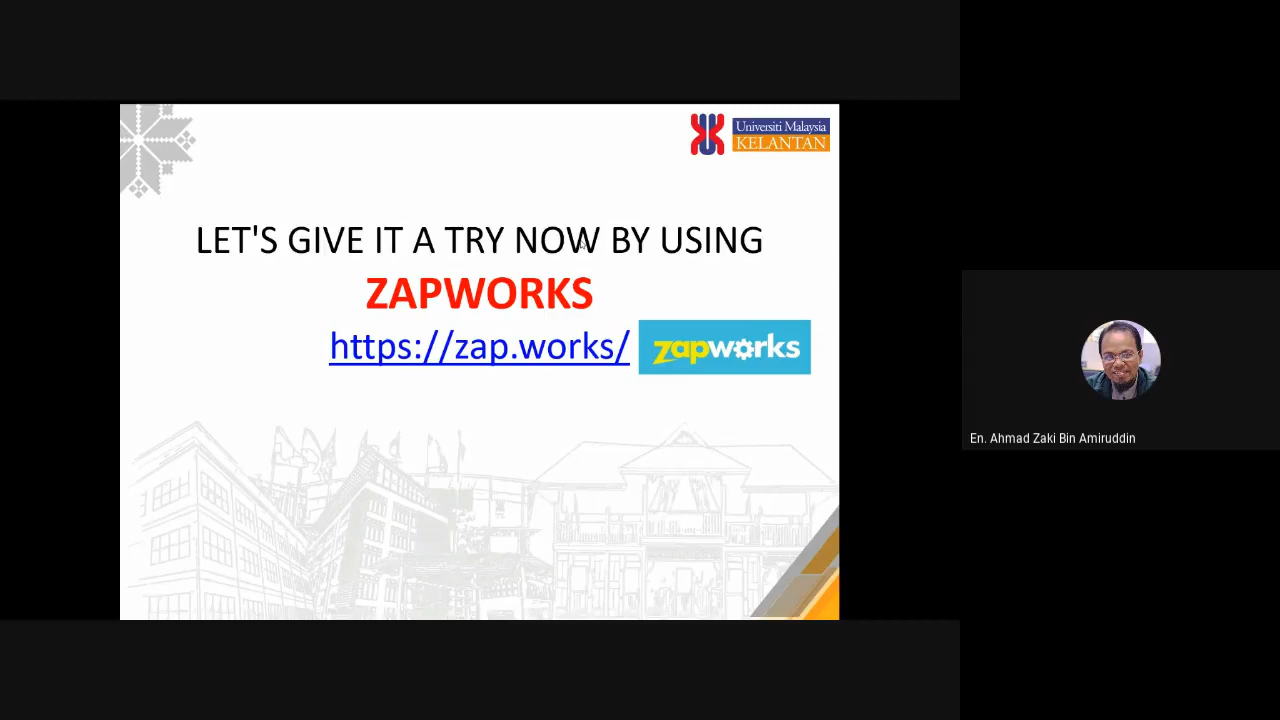 Universiti Malaysia
KELANTAN
LET'S GIVE IT A TRY NOW BY USING
ZAPWORKS
https://zap.works/ zapworks
En. Ahmad Zaki Bin Amiruddin